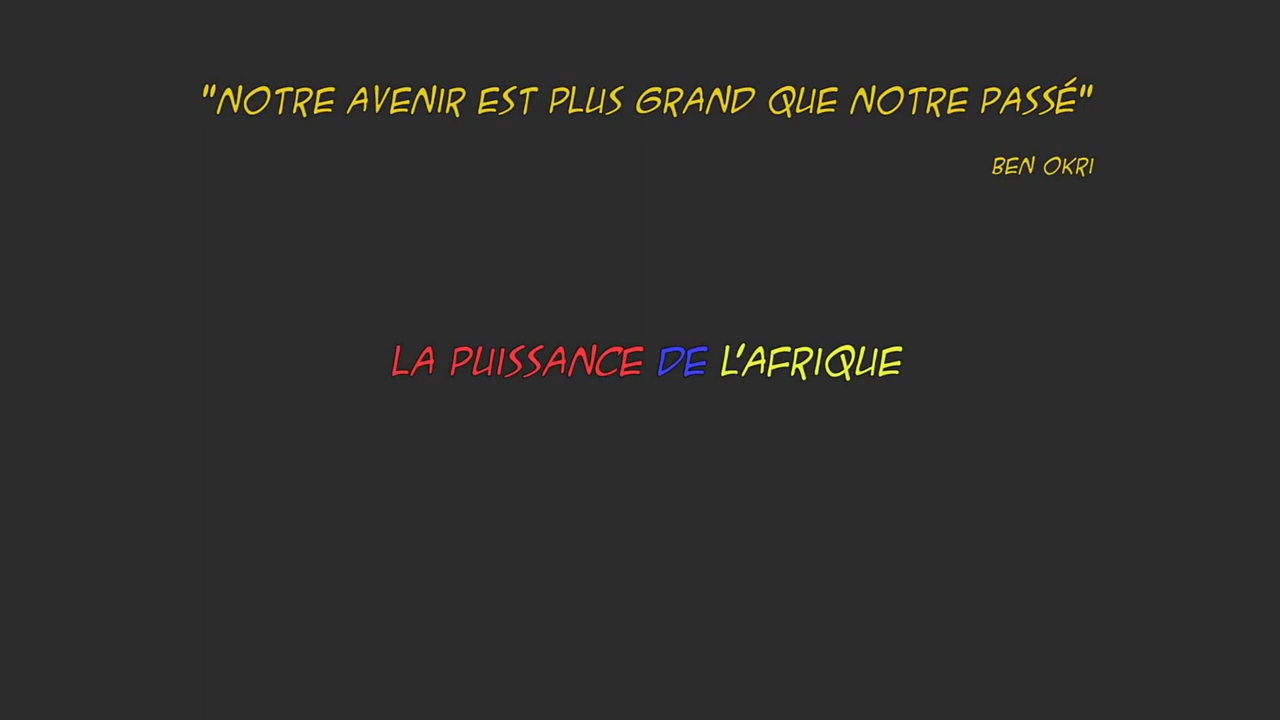 "NOTRE AVENIR EST PLUS GRAND QUE NOTRE PASSÉ"
BEN OKRI
LA PUISSANCE DE L'AFRIQUE